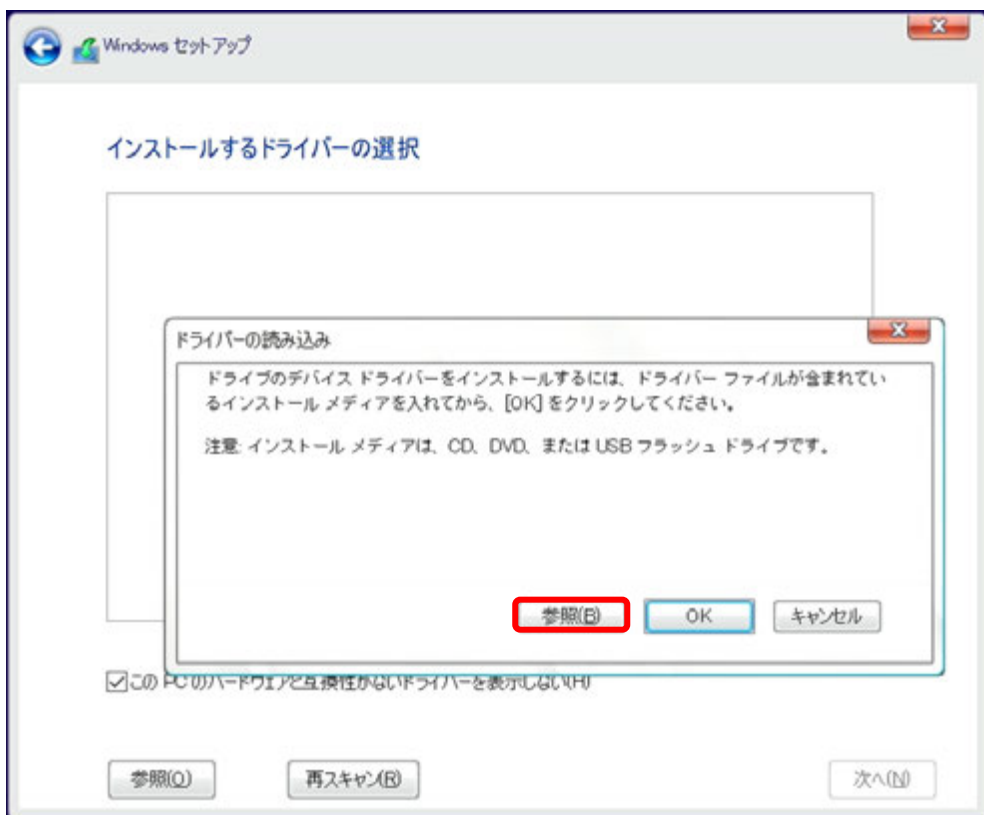 Windows セットアップ
インストールするドライバーの選択
ドライバーの読み込み
ドライブのデバイス ドライバーをインストールするには、ドライバー ファイルが含まれてい
るインストール メディアを入れてから、[OK] をクリックしてください。
注意: インストール メディアは、CD、DVD、または USB フラッシュ ドライブです。
参照(B)
OK
キャンセル
この PC のハードウェアと互換性がないドライバーを表示しない(H)
参照(O)
再スキャン(R)
次へ(N)